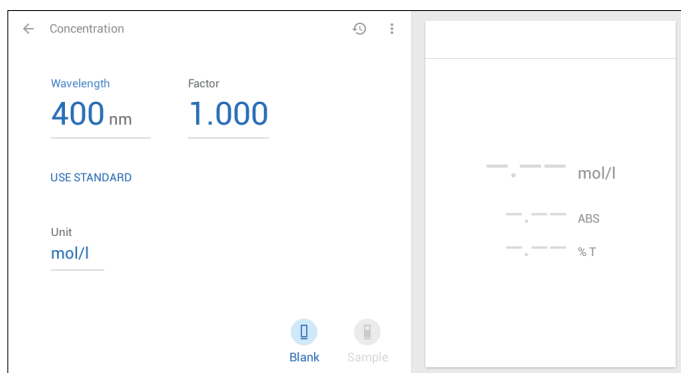 Concentration
Wavelength
Factor
400 nm
1.000
USE STANDARD
Unit
mol/l
Blank
Sample
-.-- mol/l
-.-- ABS
-.-- % T